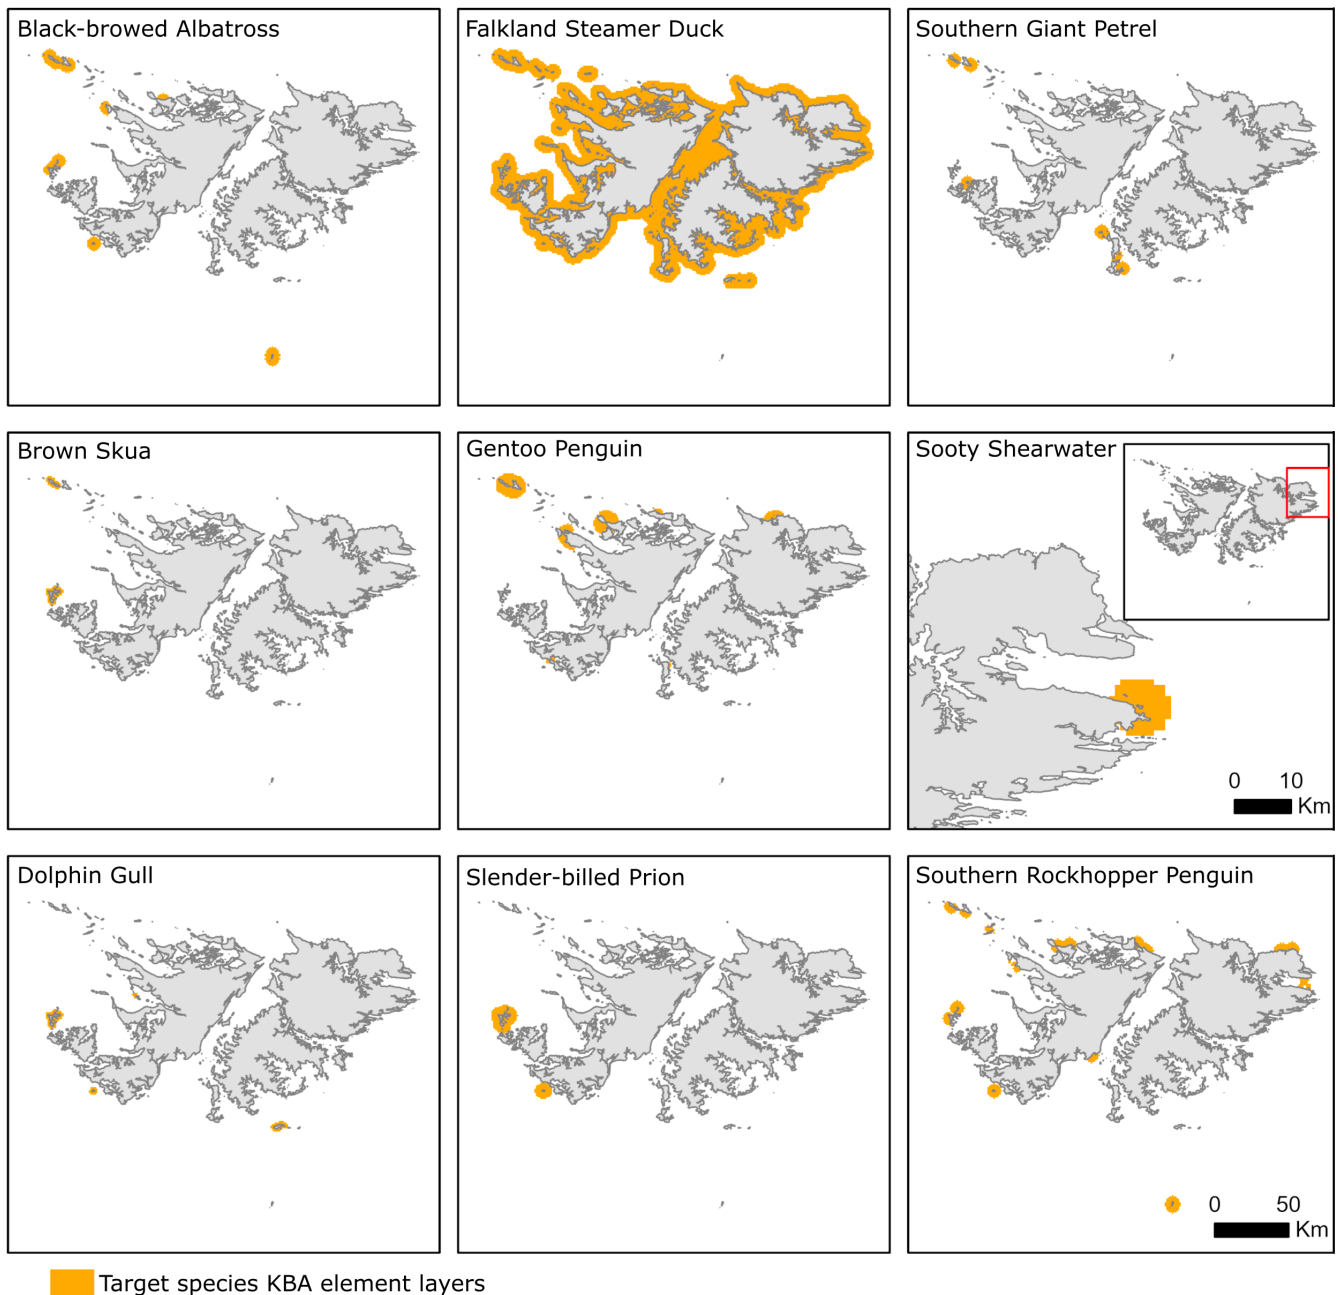 Black-browed Albatross
Falkland Steamer Duck
Southern Giant Petrel
Brown Skua
Gentoo Penguin
Sooty Shearwater
0 10
Km
Dolphin Gull
Slender-billed Prion
Southern Rockhopper Penguin
0 50
Km
Target species KBA element layers